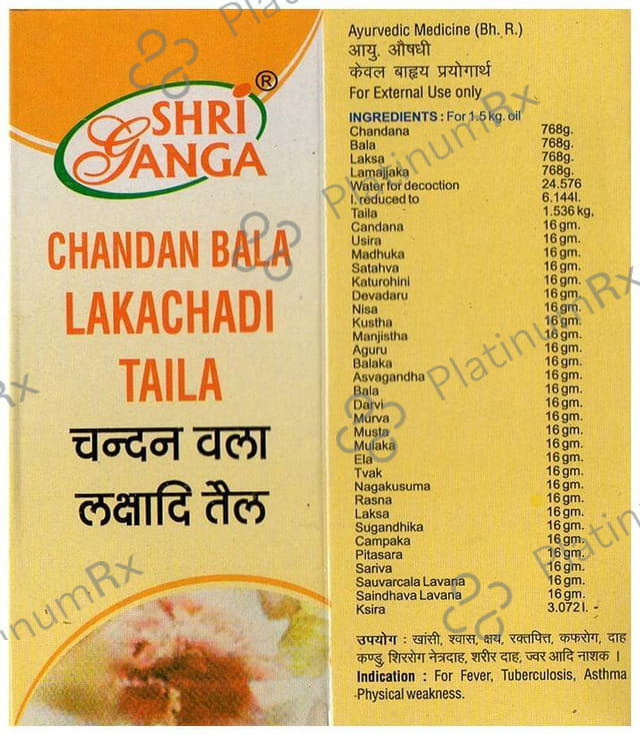 SHRI
GANGA
®
CHANDAN BALA
LAKACHADI
TAILA
चन्दन वला
लक्षादि तैल
Ayurvedic Medicine (Bh. R.)
आयु. औषधी
केवल बाहृय प्रयोगार्थ
For External Use only
INGREDIENTS : For 1.5 kg. oil
Chandana 768g.
Bala 768g.
Laksa 768g.
Lamajjaka 768g.
Water for decoction 24.576
l. reduced to 6.144l.
Taila 1.536 kg,
Candana 16 gm.
Usira 16 gm.
Madhuka 16 gm.
Satahva 16 gm.
Katurohini 16 gm.
Devadaru 16 gm.
Nisa 16 gm.
Kustha 16 gm.
Manjistha 16 gm.
Aguru 16 gm.
Balaka 16 gm.
Asvagandha 16 gm.
Bala 16 gm.
Darvi 16 gm.
Murva 16 gm.
Musta 16 gm.
Mulaka 16 gm.
Ela 16 gm.
Tvak 16 gm.
Nagakusuma 16 gm.
Rasna 16 gm.
Laksa 16 gm.
Sugandhika 16 gm.
Campaka 16 gm.
Pitasara 16 gm.
Sariva 16 gm.
Sauvarcala Lavana 16 gm.
Saindhava Lavana 16 gm.
Ksira 3.072 l. -
उपयोग : खांसी, श्वास, क्षय, रक्तपित्त, कफरोग, दाह
कण्डु, शिररोग नेत्रदाह, शरीर दाह, ज्वर आदि नाशक ।
Indication : For Fever, Tuberculosis, Asthma
Physical weakness.
PlatinumRx
PlatinumRx
PlatinumRx